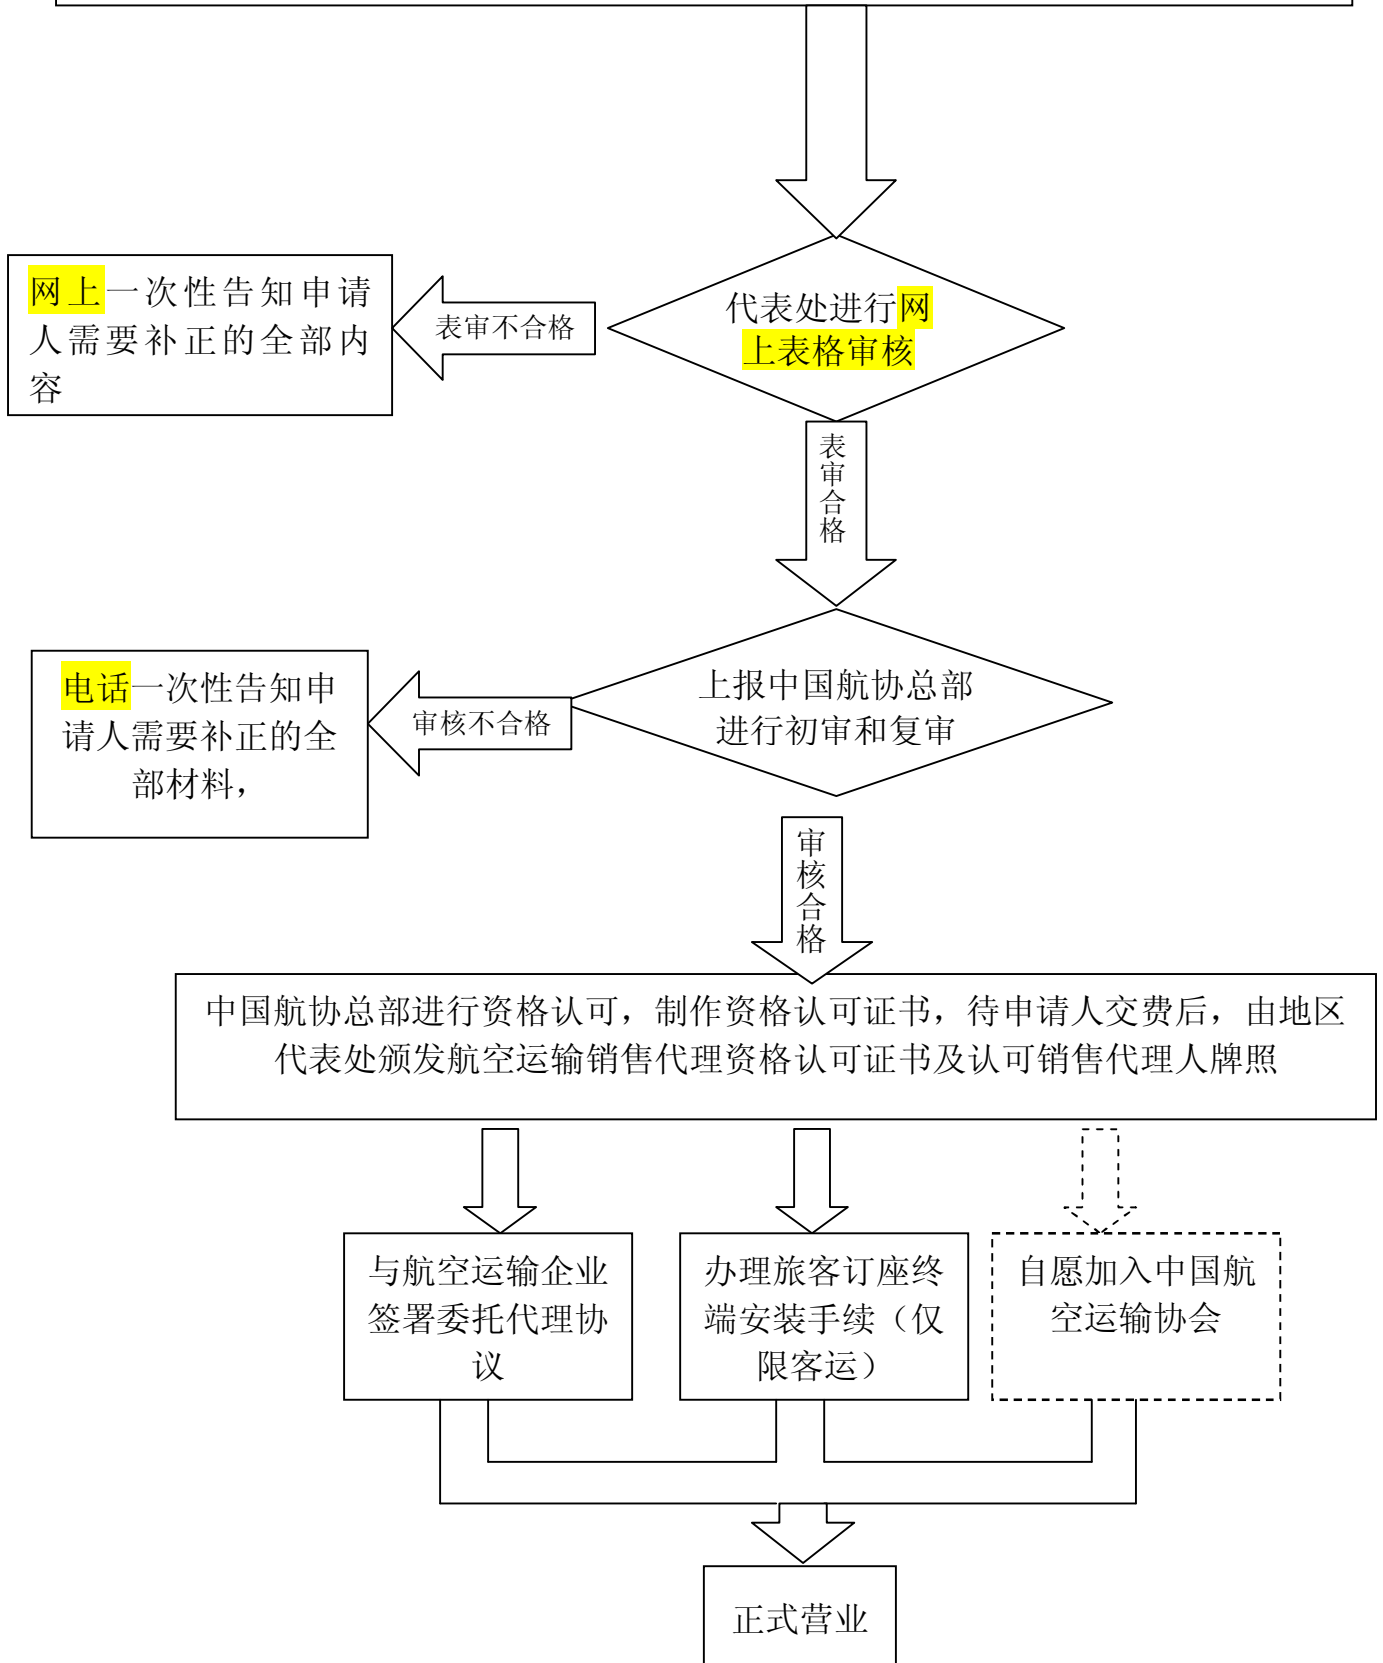 代表处进行网
上表格审核
表审不合格
网上一次性告知申请
人需要补正的全部内
容
表审合格
上报中国航协总部
进行初审和复审
审核不合格
电话一次性告知申
请人需要补正的全
部材料，
审核合格
中国航协总部进行资格认可，制作资格认可证书，待申请人交费后，由地区
代表处颁发航空运输销售代理资格认可证书及认可销售代理人牌照
与航空运输企业
签署委托代理协
议
办理旅客订座终
端安装手续（仅
限客运）
自愿加入中国航
空运输协会
正式营业